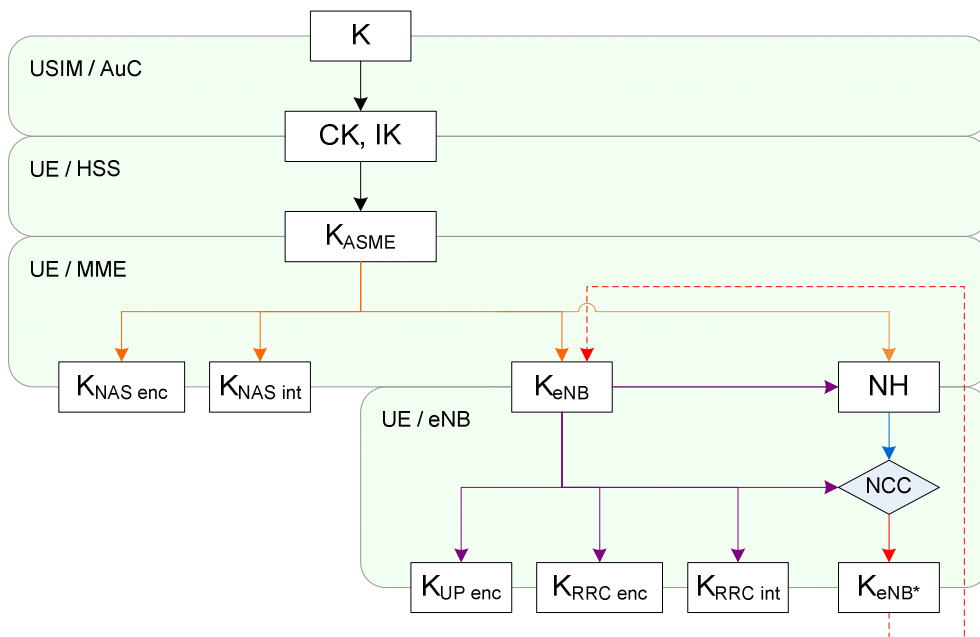 K
USIM / AuC
CK, IK
UE / HSS
KASME
UE / MME
KNAS enc
KNAS int
KeNB
NH
UE / eNB
NCC
KUP enc
KRRC enc
KRRC int
KeNB*